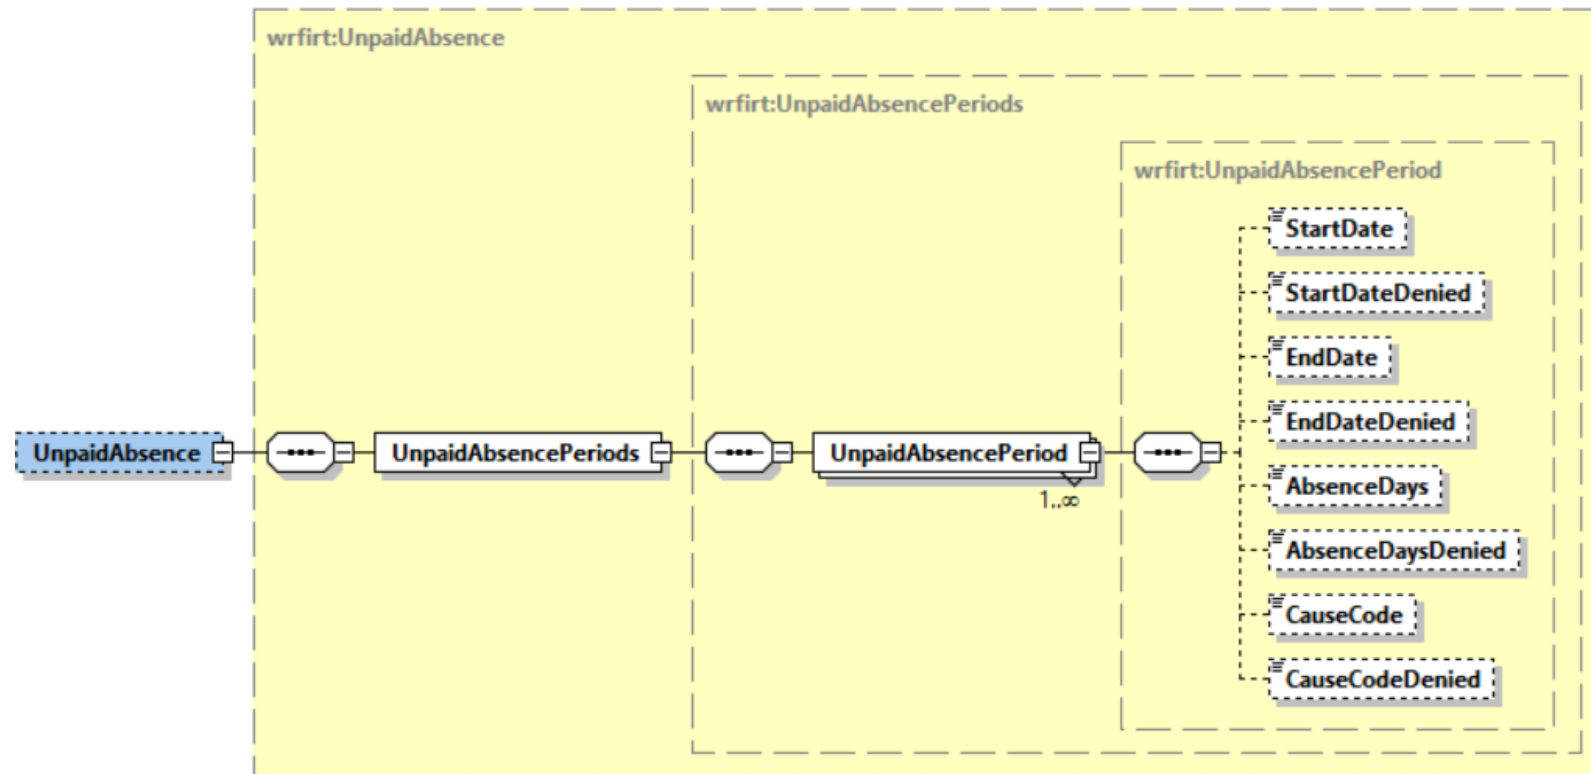 wrfirt:UnpaidAbsence
wrfirt:UnpaidAbsencePeriods
wrfirt:UnpaidAbsencePeriod
StartDate
StartDateDenied
EndDate
EndDateDenied
UnpaidAbsence
UnpaidAbsencePeriods
UnpaidAbsencePeriod
1..∞
AbsenceDays
AbsenceDaysDenied
CauseCode
CauseCodeDenied